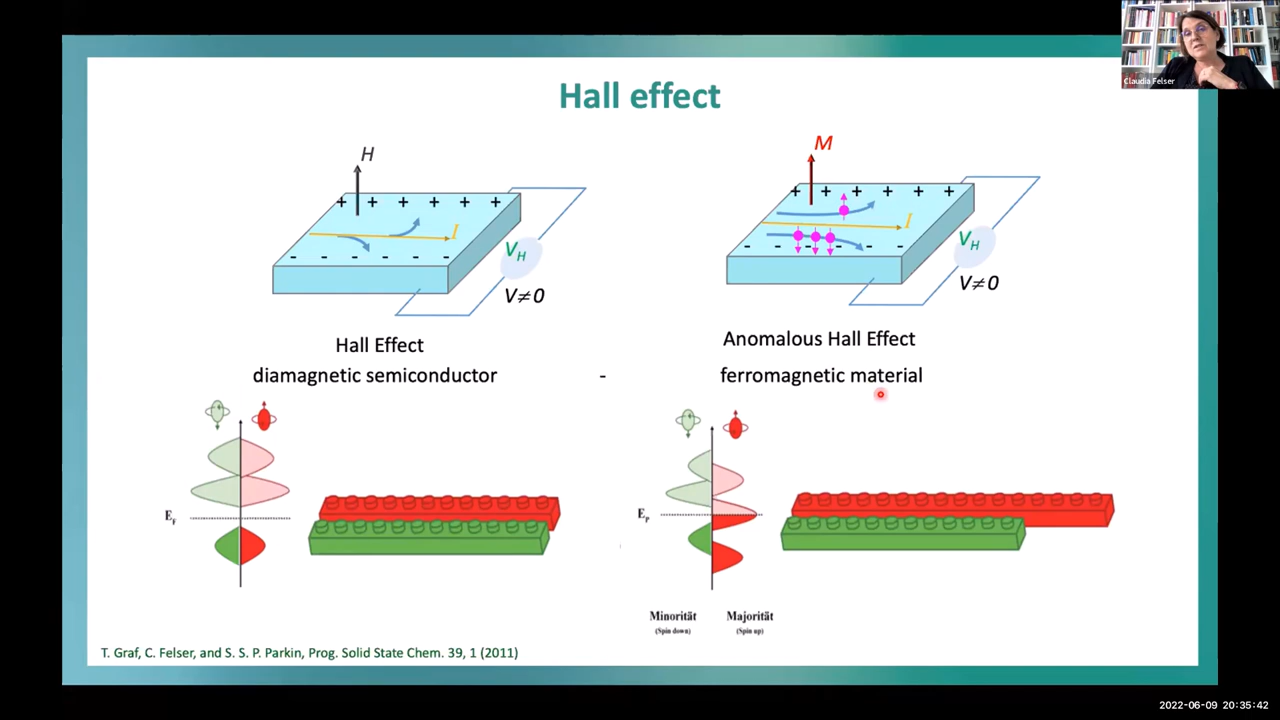 Claudia Felser
Hall effect
H
+ + + + + +
I
- - - - - -
V_H
V≠0
M
+ + + + + +
I
- - - - - -
V_H
V≠0
Hall Effect
diamagnetic semiconductor
-
Anomalous Hall Effect
ferromagnetic material
E_F
E_F
Minorität
(Spin down)
Majorität
(Spin up)
T. Graf, C. Felser, and S. S. P. Parkin, Prog. Solid State Chem. 39, 1 (2011)
2022-06-09 20:35:42